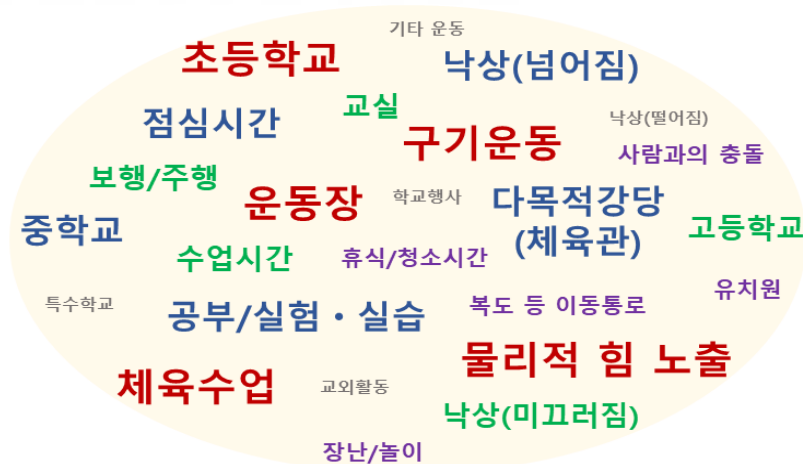 기타 운동
초등학교
낙상(넘어짐)
교실
점심시간
낙상(떨어짐)
구기운동
사람과의 충돌
보행/주행
운동장
학교행사
다목적강당
(체육관)
중학교
고등학교
수업시간
휴식/청소시간
유치원
특수학교
공부/실험・실습
복도 등 이동통로
물리적 힘 노출
체육수업
교외활동
낙상(미끄러짐)
장난/놀이